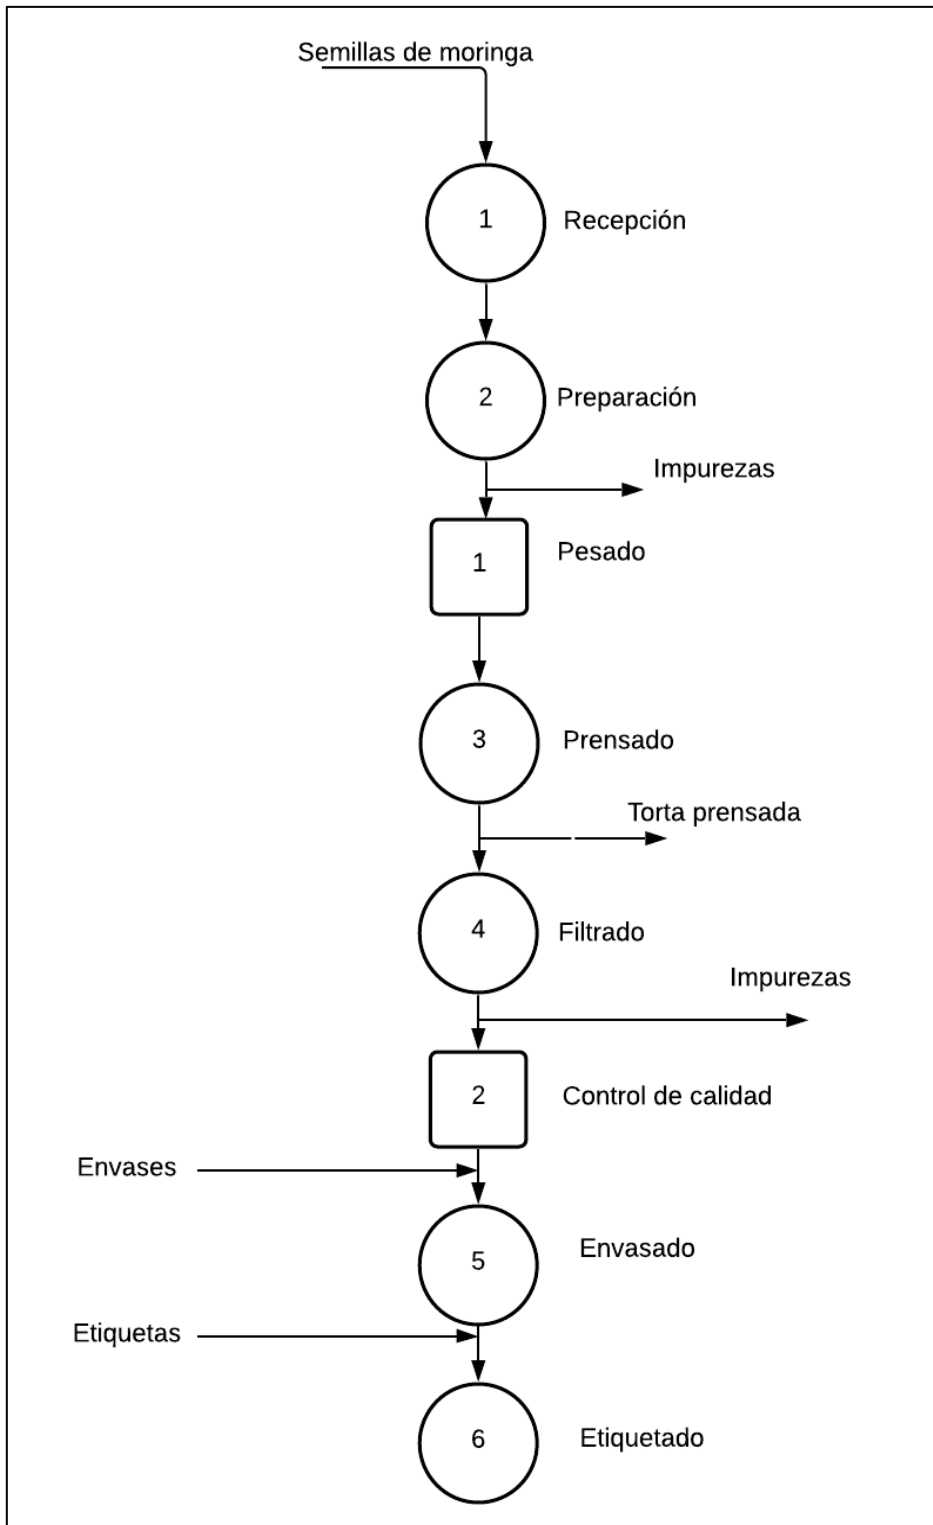 Semillas de moringa
1
Recepción
2
Preparación
Impurezas
1
Pesado
3
Prensado
Torta prensada
4
Filtrado
Impurezas
2
Control de calidad
Envases
5
Envasado
Etiquetas
6
Etiquetado